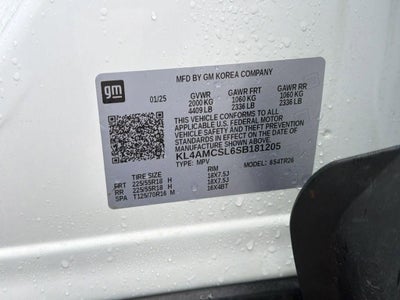 gm
MFD BY GM KOREA COMPANY
01/25 GVWR GAWR FRT GAWR RR
2000 KG 1060 KG 1060 KG
4409 LB 2336 LB 2336 LB
THIS VEHICLE CONFORMS TO ALL
APPLICABLE U.S. FEDERAL MOTOR
VEHICLE SAFETY AND THEFT
PREVENTION STANDARDS IN EFFECT
ON THE DATE OF MANUFACTURE
SHOWN ABOVE.
KL4AMCSL6SB181205
TYPE: MPV MODEL: 654TR26
TIRE SIZE RIM
FRT 225/55R18 H 18X7.5J
RR 225/55R18 H 18X7.5J
SPA T125/70R16 M 16X4BT